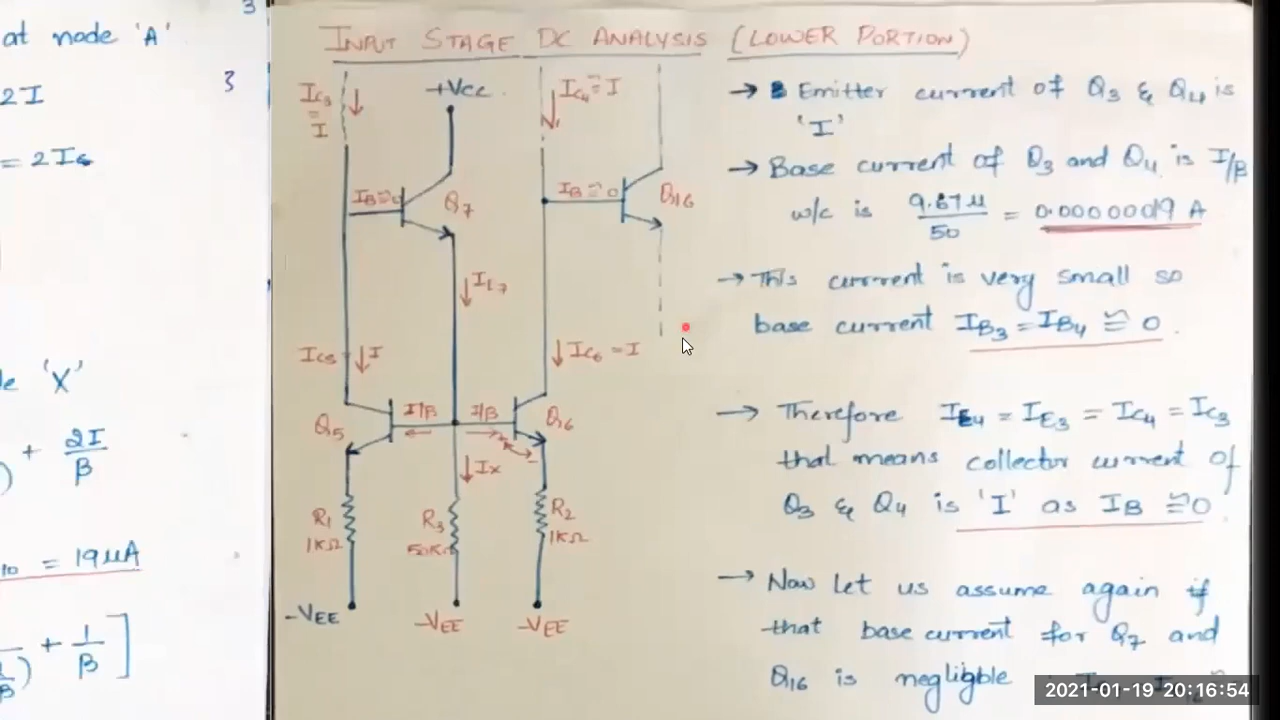 at node 'A'
2I
= 2I6
de 'X'
) + 2I/β
10 = 19μA
+ 1/β ]
3
3
INPUT STAGE DC ANALYSIS (LOWER PORTION)
IC3 = I
+VCC
IC4 ≅ I
IB ≅ 0
Q7
IB ≅ 0
Q16
IE7
IC5
I
IC6 = I
Q5
I/β
I/β
Q6
IX
R1
1KΩ
R3
50KΩ
R2
1KΩ
-VEE
-VEE
-VEE
→ Emitter current of Q3 & Q4 is
'I'
→ Base current of Q3 and Q4 is I/β
w/c is 9.67μ/50 = 0.00000019 A
→ This current is very small so
base current IB3 = IB4 ≅ 0.
→ Therefore IE4 = IE3 = IC4 = IC3
that means collector current of
Q3 & Q4 is 'I' as IB ≅ 0
→ Now let us assume again if
that base current for Q7 and
Q16 is negligble
2021-01-19 20:16:54